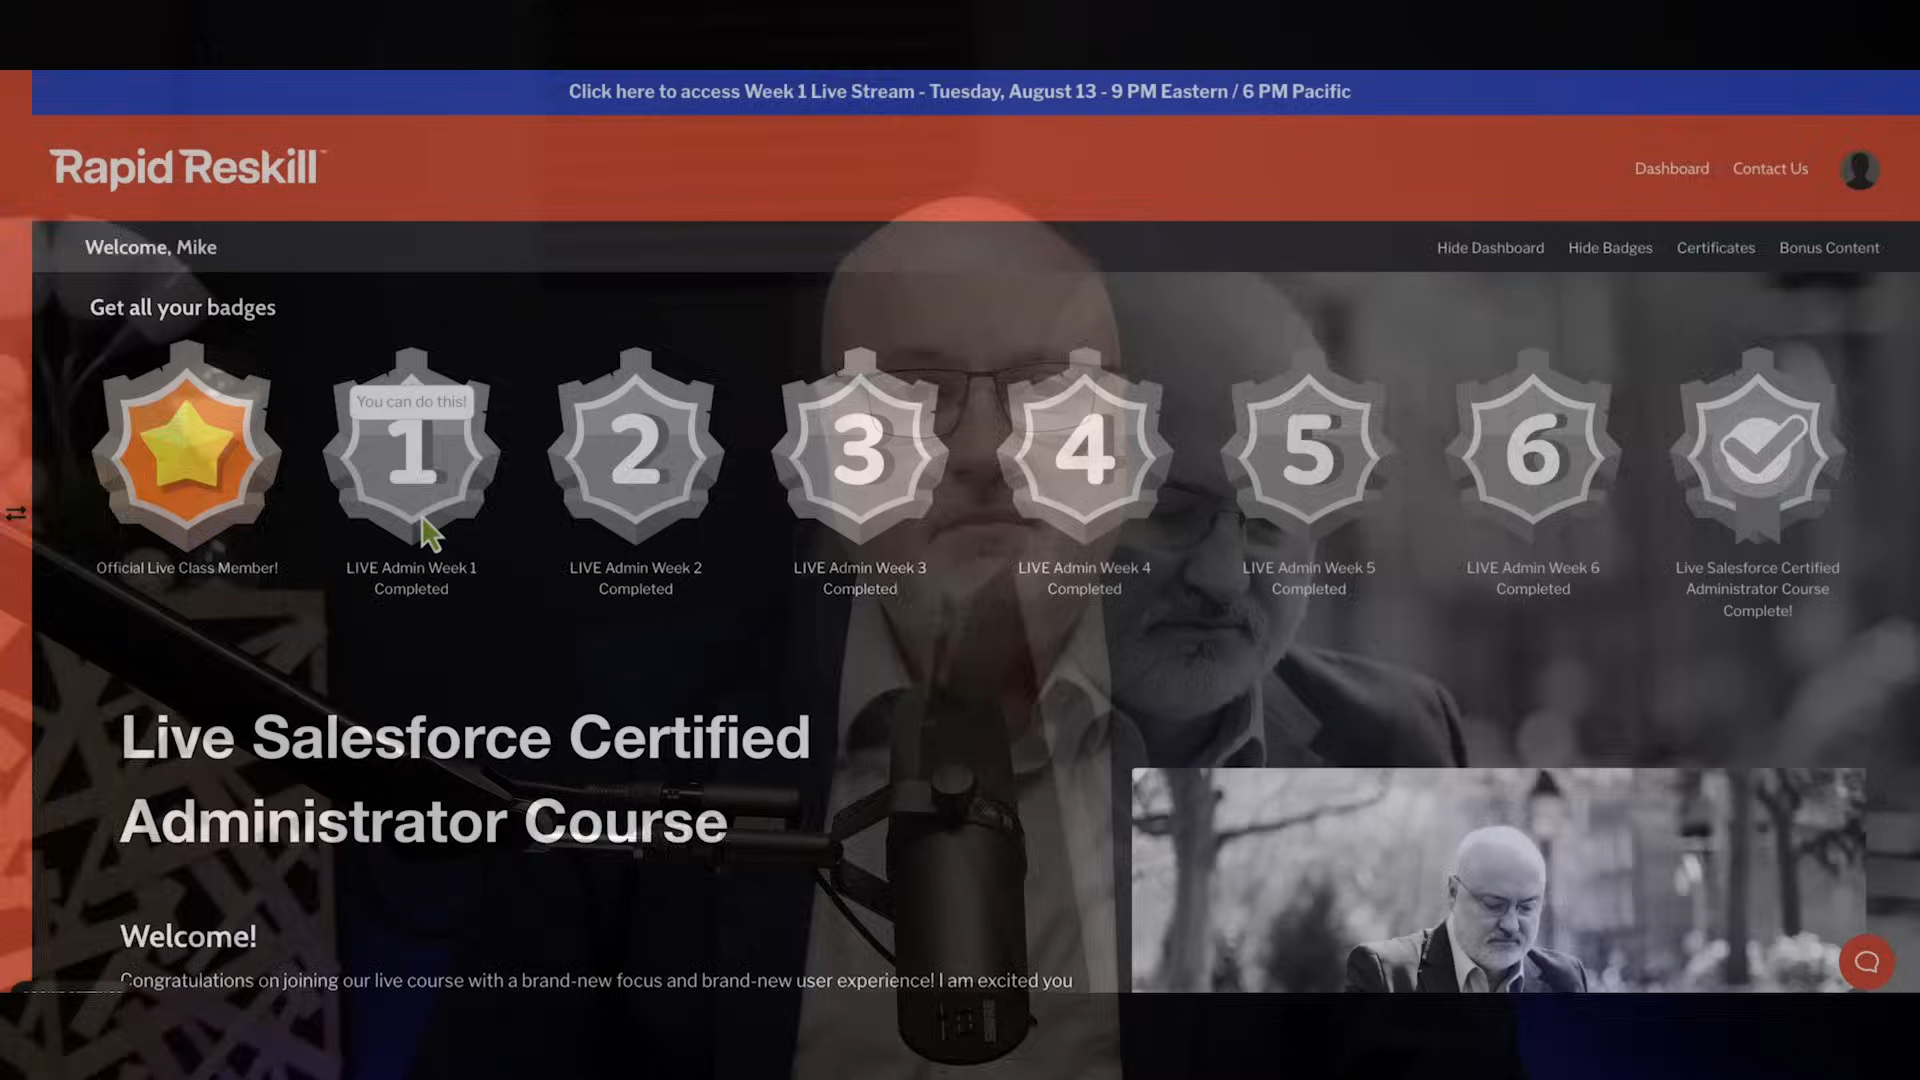 Click here to access Week 1 Live Stream - Tuesday, August 13 - 9 PM Eastern / 6 PM Pacific
Rapid Reskill
Dashboard Contact Us
Welcome, Mike
Hide Dashboard Hide Badges Certificates Bonus Content
Get all your badges
You can do this!
1 2 3 4 5 6
Official Live Class Member!
LIVE Admin Week 1
Completed
LIVE Admin Week 2
Completed
LIVE Admin Week 3
Completed
LIVE Admin Week 4
Completed
LIVE Admin Week 5
Completed
LIVE Admin Week 6
Completed
Live Salesforce Certified
Administrator Course
Complete!
Live Salesforce Certified
Administrator Course
Welcome!
Congratulations on joining our live course with a brand-new focus and brand-new user experience! I am excited you